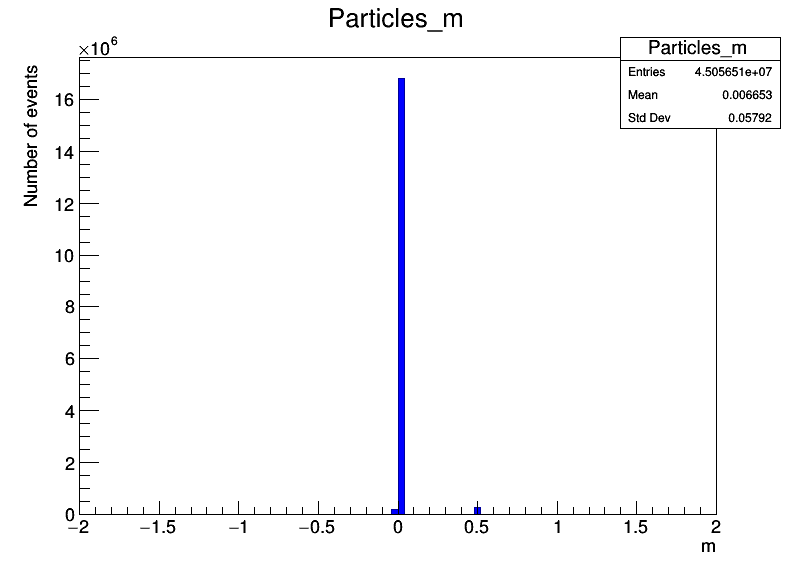 Particles_m
×10⁶
Particles_m
Entries 4.505651e+07
Mean 0.006653
Std Dev 0.05792
Number of events
16
14
12
10
8
6
4
2
0
−2 −1.5 −1 −0.5 0 0.5 1 1.5 2
m